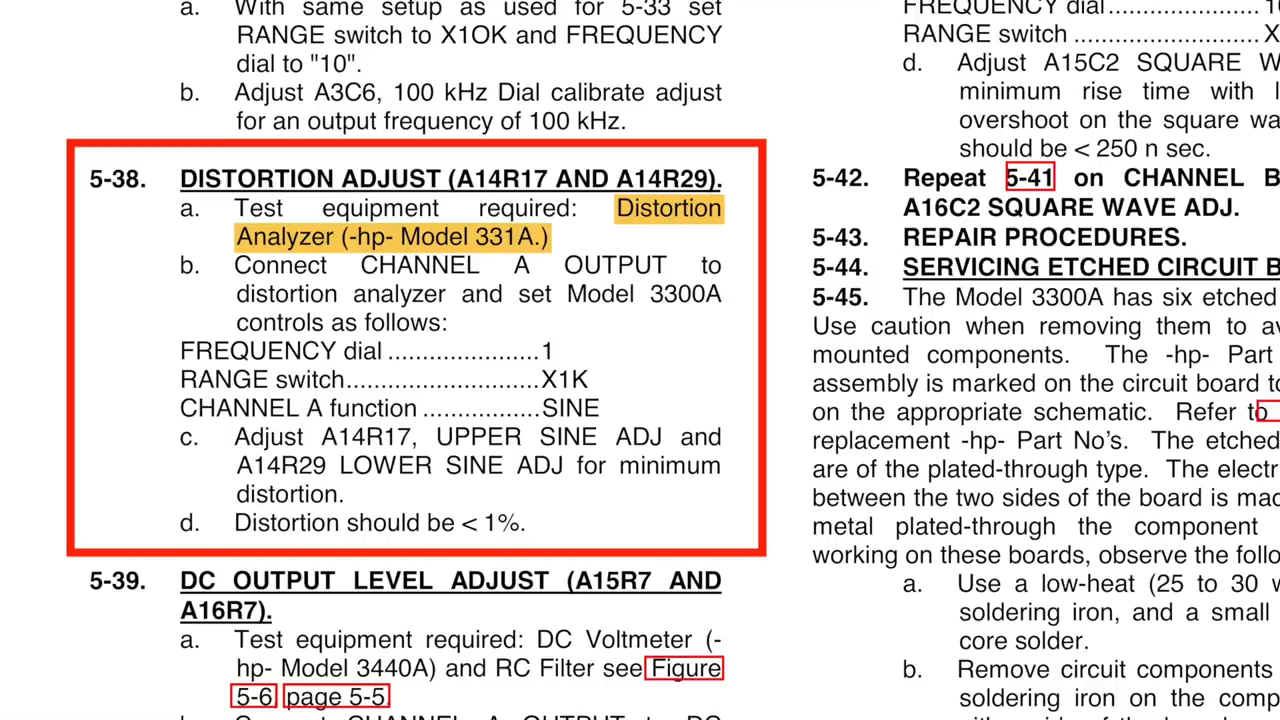 a. With same setup as used for 5-33 set
RANGE switch to X1OK and FREQUENCY
dial to "10".
b. Adjust A3C6, 100 kHz Dial calibrate adjust
for an output frequency of 100 kHz.
5-38. DISTORTION ADJUST (A14R17 AND A14R29).
a. Test equipment required: Distortion
Analyzer (-hp- Model 331A.)
b. Connect CHANNEL A OUTPUT to
distortion analyzer and set Model 3300A
controls as follows:
FREQUENCY dial ......................1
RANGE switch............................X1K
CHANNEL A function .................SINE
c. Adjust A14R17, UPPER SINE ADJ and
A14R29 LOWER SINE ADJ for minimum
distortion.
d. Distortion should be < 1%.
5-39. DC OUTPUT LEVEL ADJUST (A15R7 AND
A16R7).
a. Test equipment required: DC Voltmeter (-
hp- Model 3440A) and RC Filter see Figure
5-6 page 5-5
FREQUENCY dial......................
RANGE switch ...........................X
d. Adjust A15C2 SQUARE
minimum rise time with
overshoot on the square
should be < 250 n sec.
5-42. Repeat 5-41 on CHANNEL B
A16C2 SQUARE WAVE ADJ.
5-43. REPAIR PROCEDURES.
5-44. SERVICING ETCHED CIRCUIT
5-45. The Model 3300A has six etched
Use caution when removing them to
mounted components. The -hp- Part
assembly is marked on the circuit board
on the appropriate schematic. Refer to
replacement -hp- Part No's. The etched
are of the plated-through type. The
between the two sides of the board is
metal plated-through the component
working on these boards, observe the
a. Use a low-heat (25 to 30
soldering iron, and a small
core solder.
b. Remove circuit components
soldering iron on the